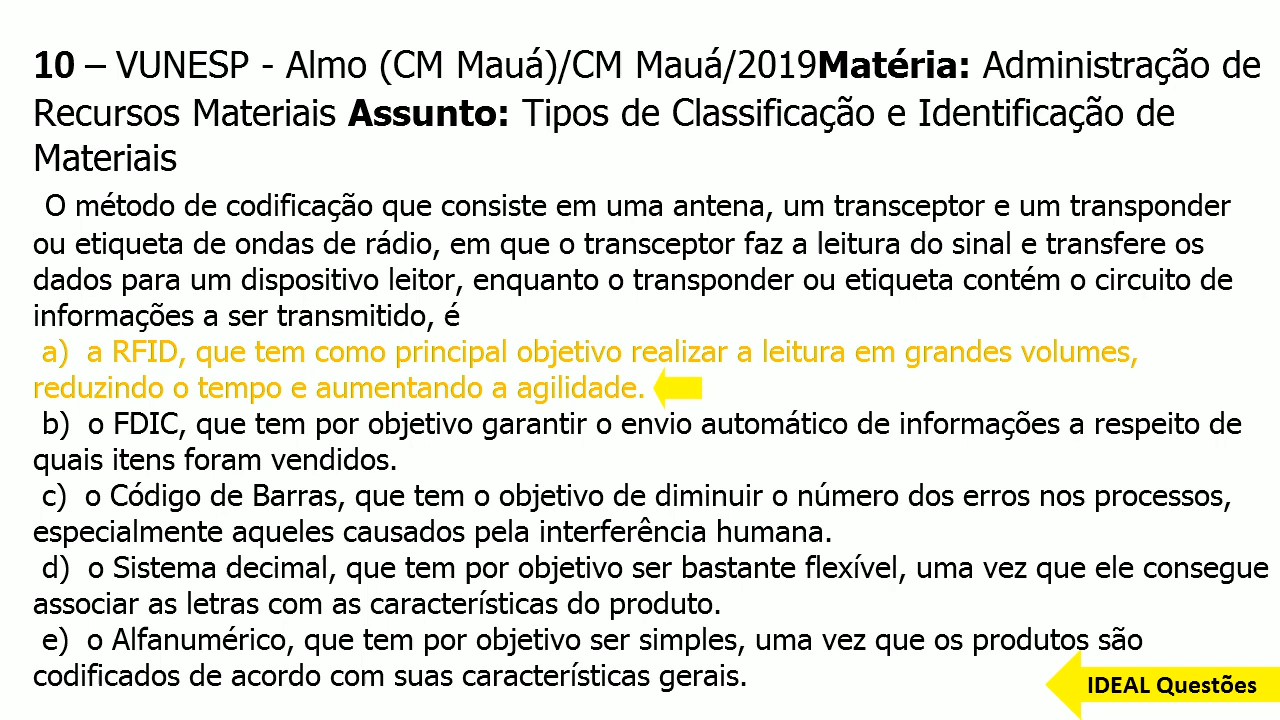 10 – VUNESP - Almo (CM Mauá)/CM Mauá/2019Matéria: Administração de
Recursos Materiais Assunto: Tipos de Classificação e Identificação de
Materiais
O método de codificação que consiste em uma antena, um transceptor e um transponder
ou etiqueta de ondas de rádio, em que o transceptor faz a leitura do sinal e transfere os
dados para um dispositivo leitor, enquanto o transponder ou etiqueta contém o circuito de
informações a ser transmitido, é
a) a RFID, que tem como principal objetivo realizar a leitura em grandes volumes,
reduzindo o tempo e aumentando a agilidade.
b) o FDIC, que tem por objetivo garantir o envio automático de informações a respeito de
quais itens foram vendidos.
c) o Código de Barras, que tem o objetivo de diminuir o número dos erros nos processos,
especialmente aqueles causados pela interferência humana.
d) o Sistema decimal, que tem por objetivo ser bastante flexível, uma vez que ele consegue
associar as letras com as características do produto.
e) o Alfanumérico, que tem por objetivo ser simples, uma vez que os produtos são
codificados de acordo com suas características gerais.
IDEAL Questões